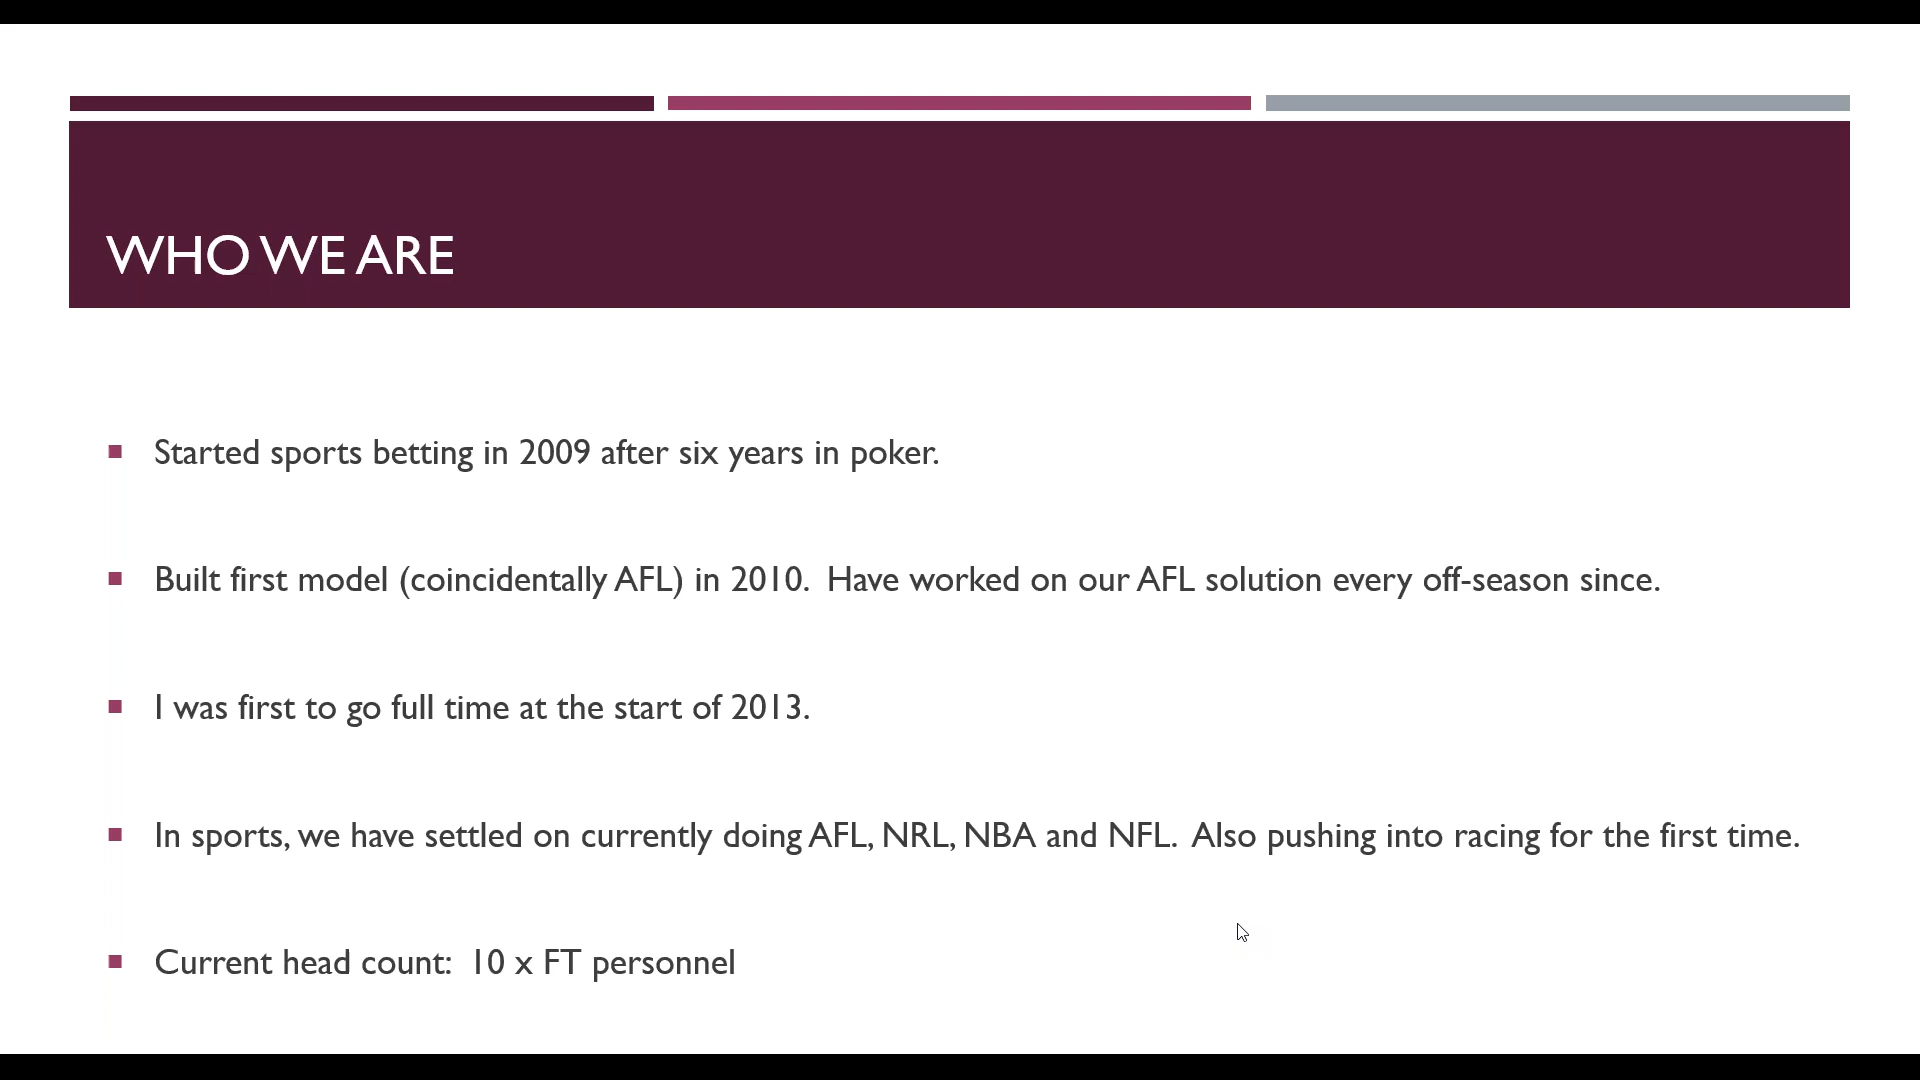 WHO WE ARE
Started sports betting in 2009 after six years in poker.
Built first model (coincidentally AFL) in 2010.  Have worked on our AFL solution every off-season since.
I was first to go full time at the start of 2013.
In sports, we have settled on currently doing AFL, NRL, NBA and NFL.  Also pushing into racing for the first time.
Current head count:  10 x FT personnel